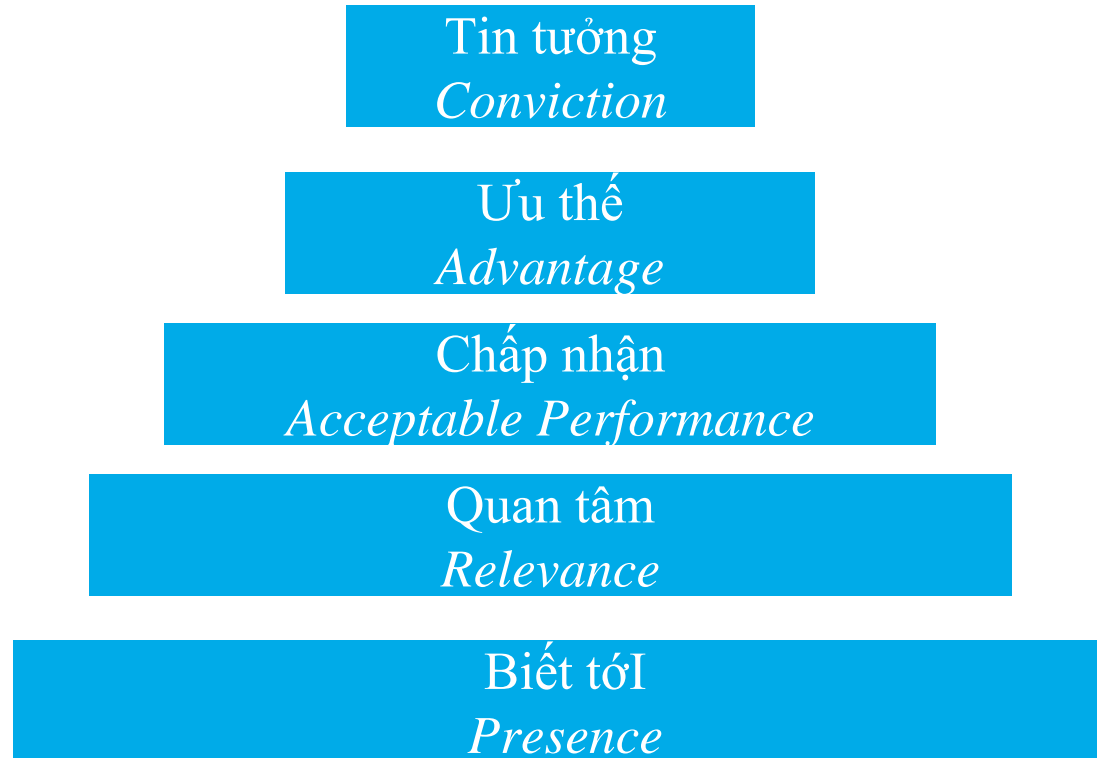 Tin tưởng
Conviction
Ưu thế
Advantage
Chấp nhận
Acceptable Performance
Quan tâm
Relevance
Biết tớI
Presence